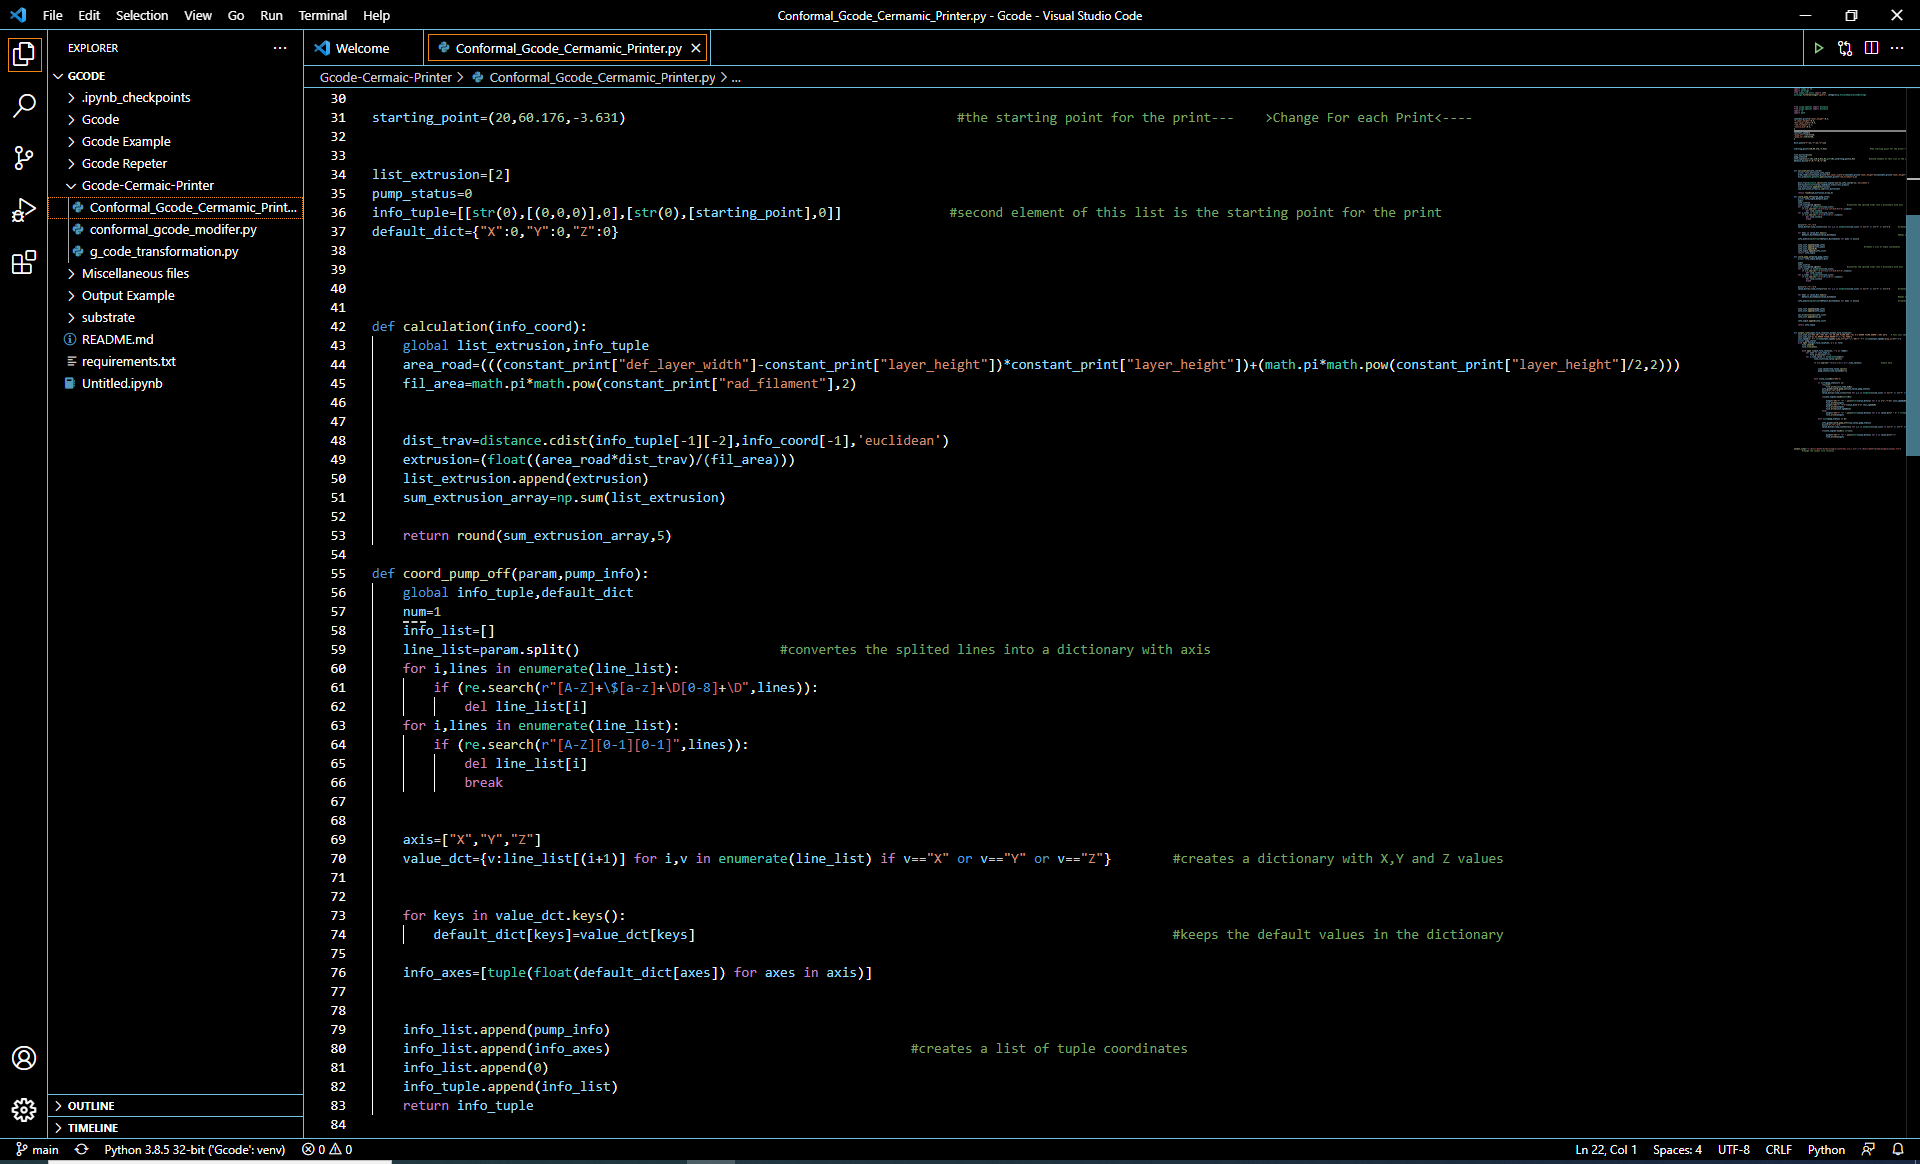 File Edit Selection View Go Run Terminal Help
Conformal_Gcode_Cermamic_Printer.py - Gcode - Visual Studio Code
EXPLORER
GCODE
.ipynb_checkpoints
Gcode
Gcode Example
Gcode Repeter
Gcode-Cermaic-Printer
Conformal_Gcode_Cermamic_Print...
conformal_gcode_modifer.py
g_code_transformation.py
Miscellaneous files
Output Example
substrate
README.md
requirements.txt
Untitled.ipynb
OUTLINE
TIMELINE
Welcome
Conformal_Gcode_Cermamic_Printer.py
Gcode-Cermaic-Printer > Conformal_Gcode_Cermamic_Printer.py > ...
30
31 starting_point=(20,60.176,-3.631) #the starting point for the print--- >Change For each Print<----
32
33
34 list_extrusion=[2]
35 pump_status=0
36 info_tuple=[[str(0),[(0,0,0)],0],[str(0),[starting_point],0]] #second element of this list is the starting point for the print
37 default_dict={"X":0,"Y":0,"Z":0}
38
39
40
41
42 def calculation(info_coord):
43 global list_extrusion,info_tuple
44 area_road=(((constant_print["def_layer_width"]-constant_print["layer_height"])*constant_print["layer_height"])+(math.pi*math.pow(constant_print["layer_height"]/2,2)))
45 fil_area=math.pi*math.pow(constant_print["rad_filament"],2)
46
47
48 dist_trav=distance.cdist(info_tuple[-1][-2],info_coord[-1],'euclidean')
49 extrusion=(float((area_road*dist_trav)/(fil_area)))
50 list_extrusion.append(extrusion)
51 sum_extrusion_array=np.sum(list_extrusion)
52
53 return round(sum_extrusion_array,5)
54
55 def coord_pump_off(param,pump_info):
56 global info_tuple,default_dict
57 num=1
58 info_list=[]
59 line_list=param.split() #convertes the splited lines into a dictionary with axis
60 for i,lines in enumerate(line_list):
61 if (re.search(r"[A-Z]+\$[a-z]+\D[0-8]+\D",lines)):
62 del line_list[i]
63 for i,lines in enumerate(line_list):
64 if (re.search(r"[A-Z][0-1][0-1]",lines)):
65 del line_list[i]
66 break
67
68
69 axis=["X","Y","Z"]
70 value_dct={v:line_list[(i+1)] for i,v in enumerate(line_list) if v=="X" or v=="Y" or v=="Z"} #creates a dictionary with X,Y and Z values
71
72
73 for keys in value_dct.keys():
74 default_dict[keys]=value_dct[keys] #keeps the default values in the dictionary
75
76 info_axes=[tuple(float(default_dict[axes]) for axes in axis)]
77
78
79 info_list.append(pump_info)
80 info_list.append(info_axes) #creates a list of tuple coordinates
81 info_list.append(0)
82 info_tuple.append(info_list)
83 return info_tuple
84
main Python 3.8.5 32-bit ('Gcode': venv) 0 0 Ln 22, Col 1 Spaces: 4 UTF-8 CRLF Python